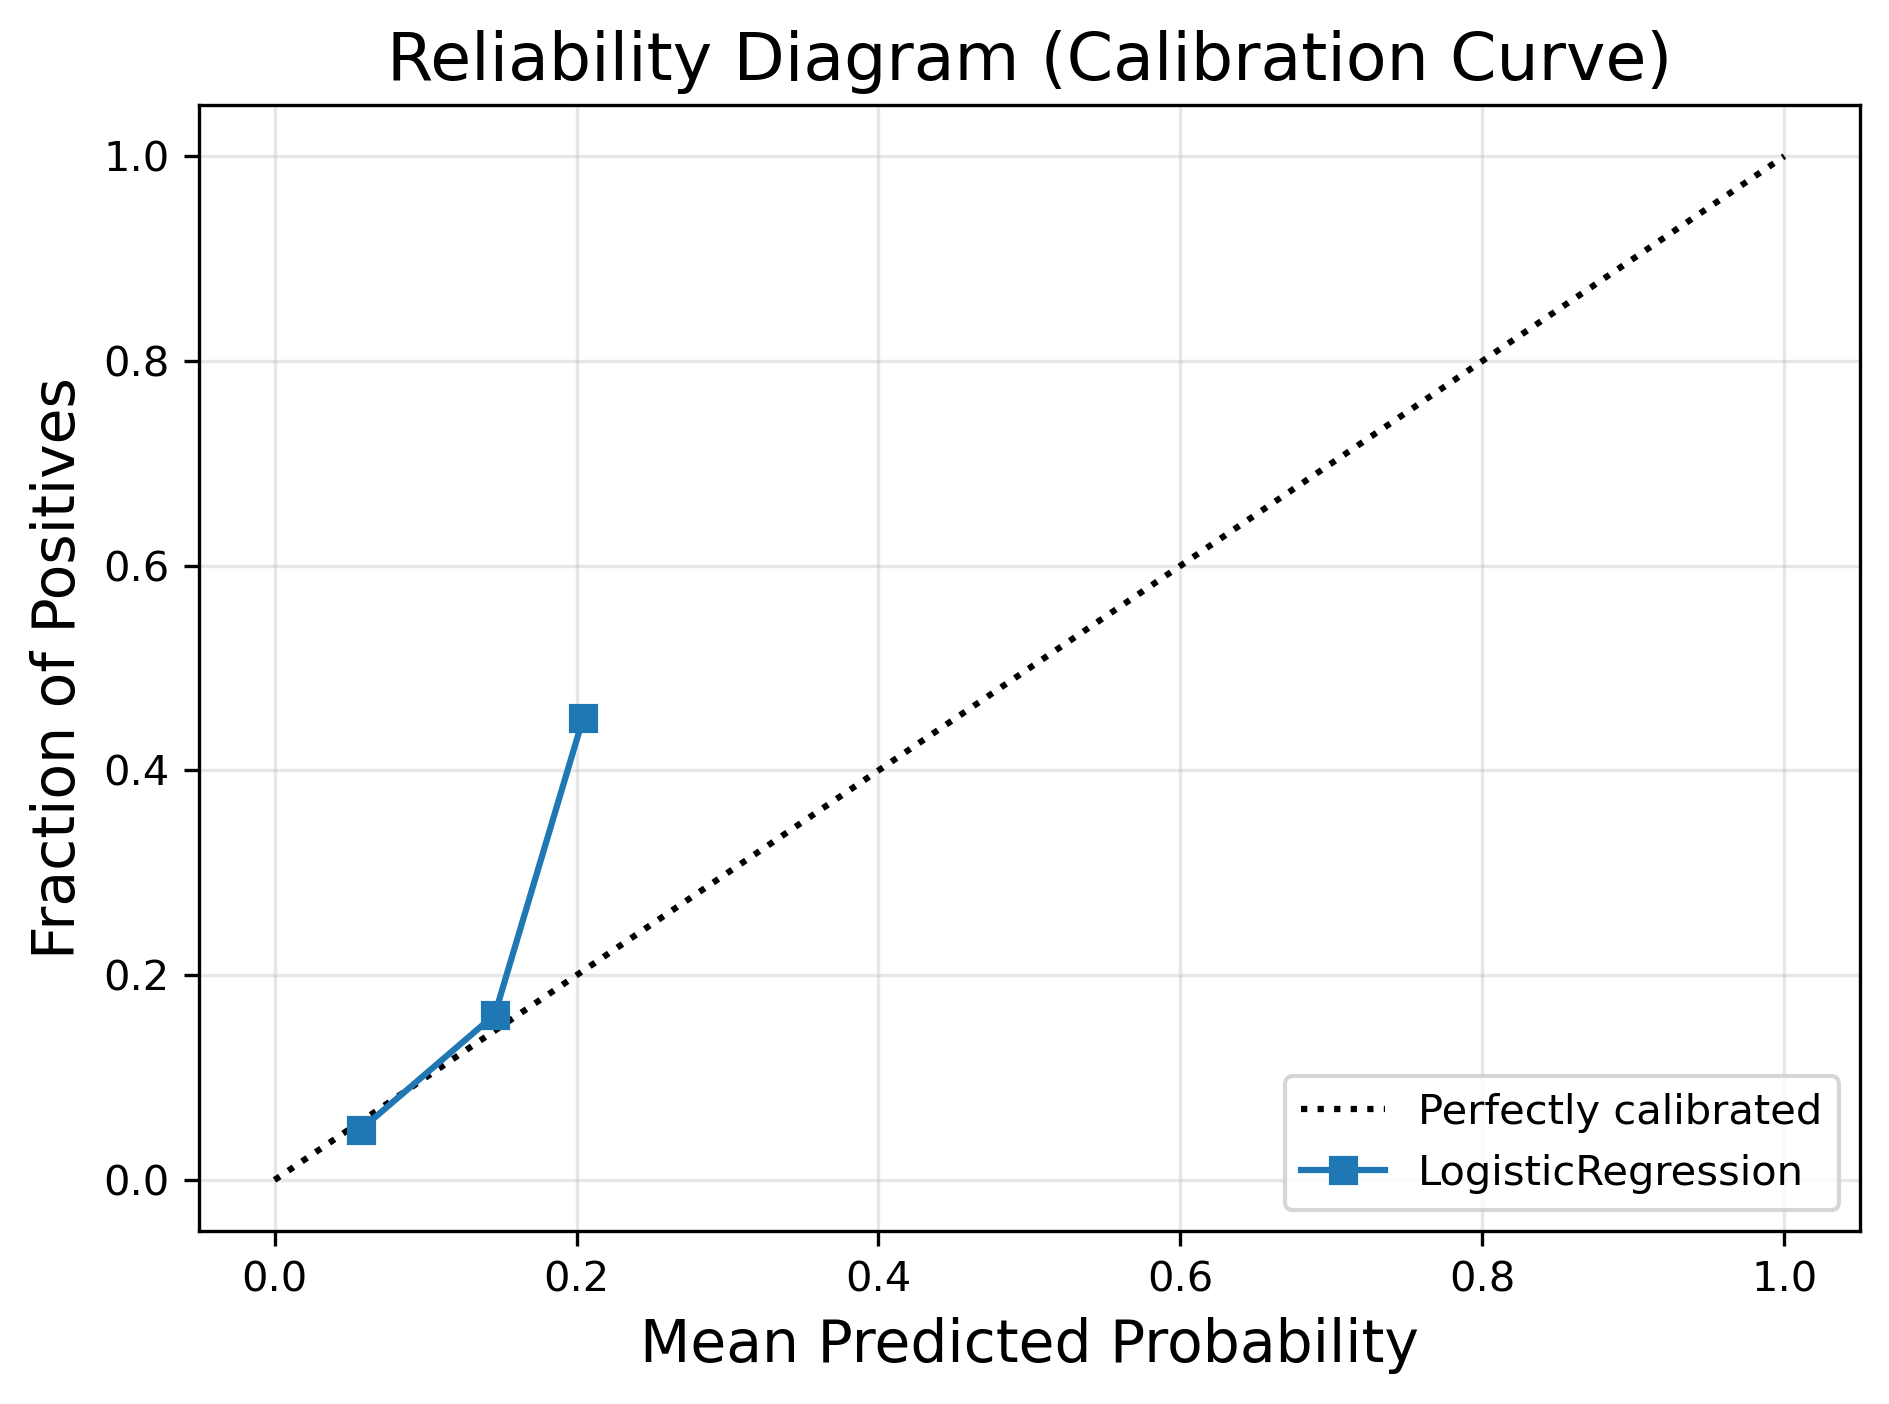 Reliability Diagram (Calibration Curve)
Fraction of Positives
1.0
0.8
0.6
0.4
0.2
0.0
0.0 0.2 0.4 0.6 0.8 1.0
Mean Predicted Probability
Perfectly calibrated
LogisticRegression